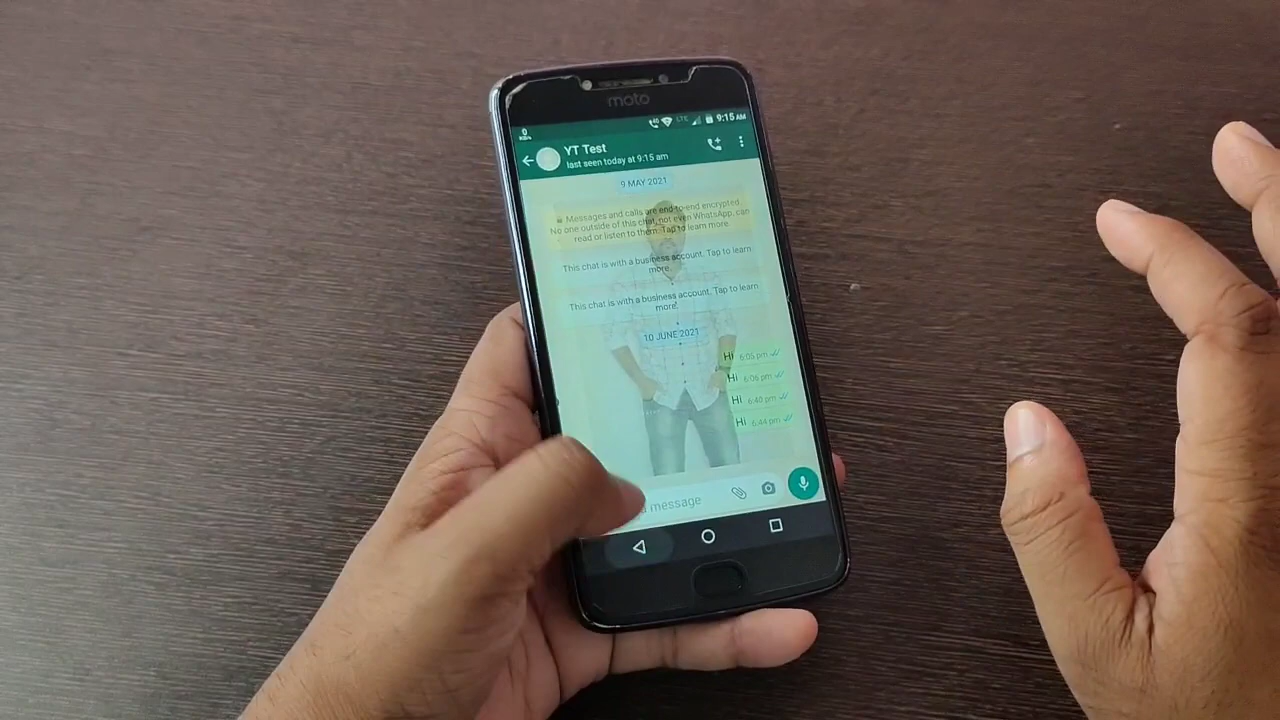 moto
0
KB/s
4G
LTE
9:15 AM
YT Test
last seen today at 9:15 am
9 MAY 2021
Messages and calls are end-to-end encrypted.
No one outside of this chat, not even WhatsApp, can
read or listen to them. Tap to learn more.
This chat is with a business account. Tap to learn
more.
This chat is with a business account. Tap to learn
more.
10 JUNE 2021
Hi 6:05 pm
Hi 6:06 pm
Hi 6:40 pm
Hi 6:44 pm
message